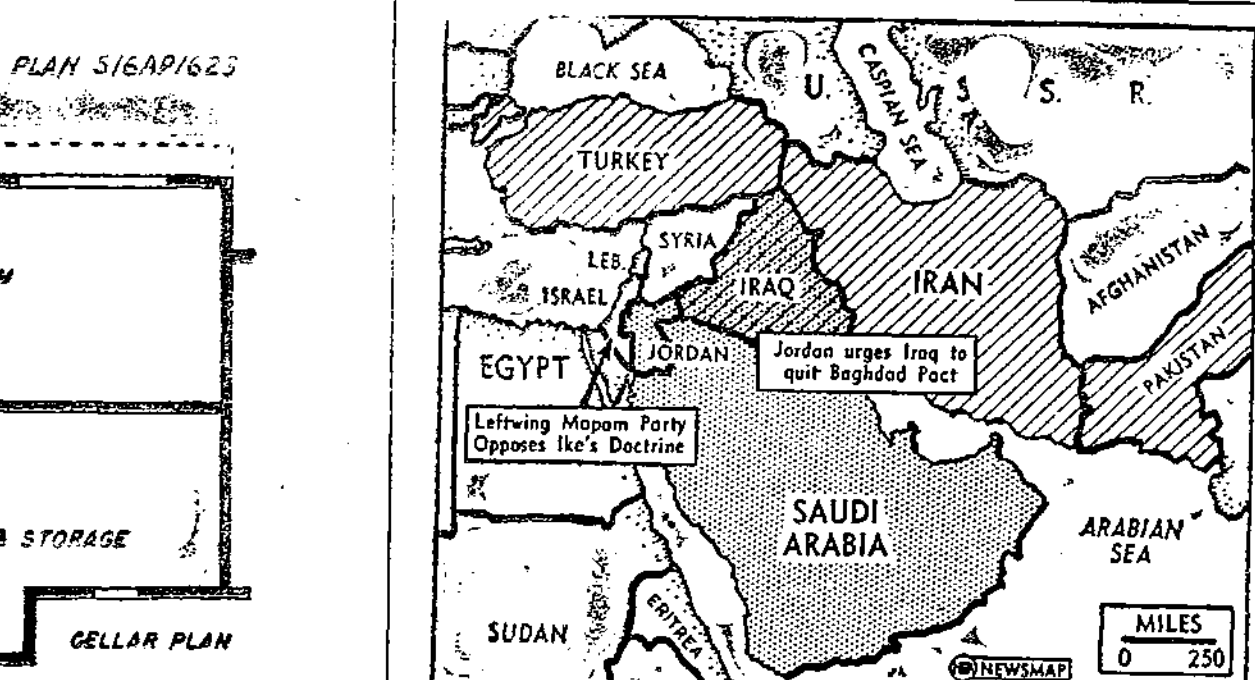 PLAN S16AP1623
STORAGE
CELLAR PLAN
BLACK SEA
CASPIAN SEA
U. S. S. R.
TURKEY
SYRIA
LEB.
ISRAEL
IRAQ
IRAN
AFGHANISTAN
PAKISTAN
EGYPT
JORDAN
Jordan urges Iraq to
quit Baghdad Pact
Leftwing Mapam Party
Opposes Ike's Doctrine
SAUDI
ARABIA
ARABIAN
SEA
SUDAN
ERITREA
MILES
0 250
NEWSMAP